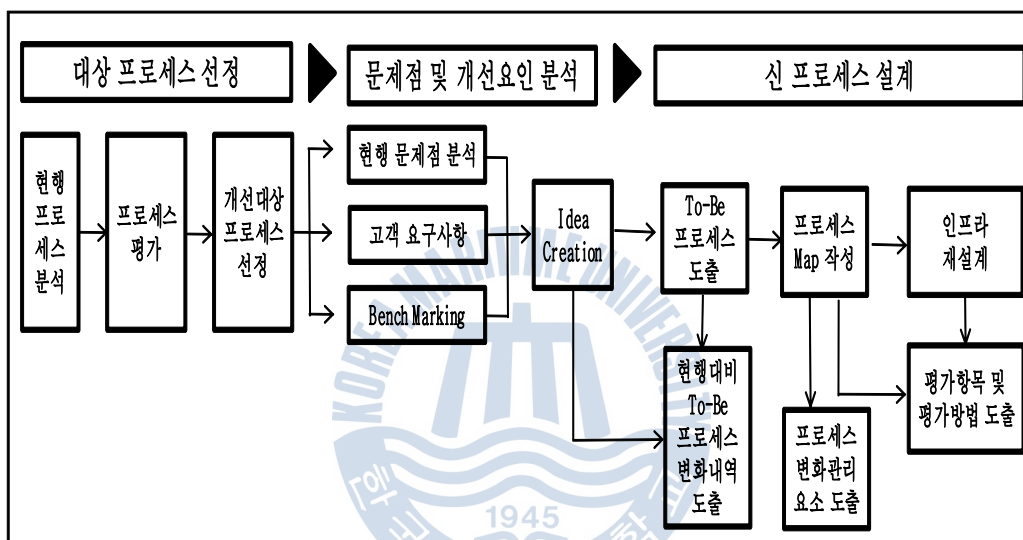 대상 프로세스 선정
문제점 및 개선요인 분석
신 프로세스 설계
현행
프로
세스
분석
프로세스
평가
개선대상
프로세스
선정
현행 문제점 분석
고객 요구사항
Bench Marking
Idea
Creation
To-Be
프로세스
도출
프로세스
Map 작성
인프라
재설계
현행대비
To-Be
프로세스
변화내역
도출
프로세스
변화관리
요소 도출
평가항목 및
평가방법 도출
KOREA MARITIME UNIVERSITY
1945